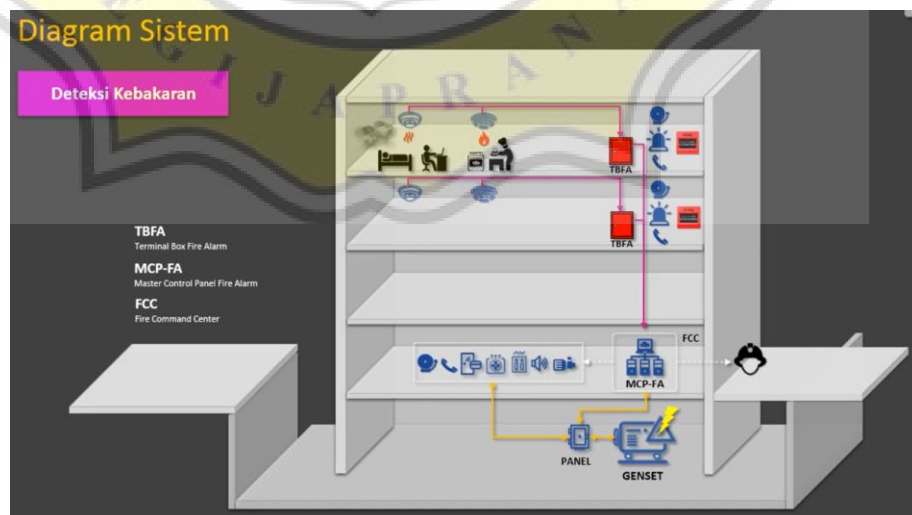 Diagram Sistem
Deteksi Kebakaran
GIJAPRANA
TBFA
TBFA
TBFA
Terminal Box Fire Alarm
MCP-FA
Master Control Panel Fire Alarm
FCC
Fire Command Center
FCC
MCP-FA
PANEL
GENSET